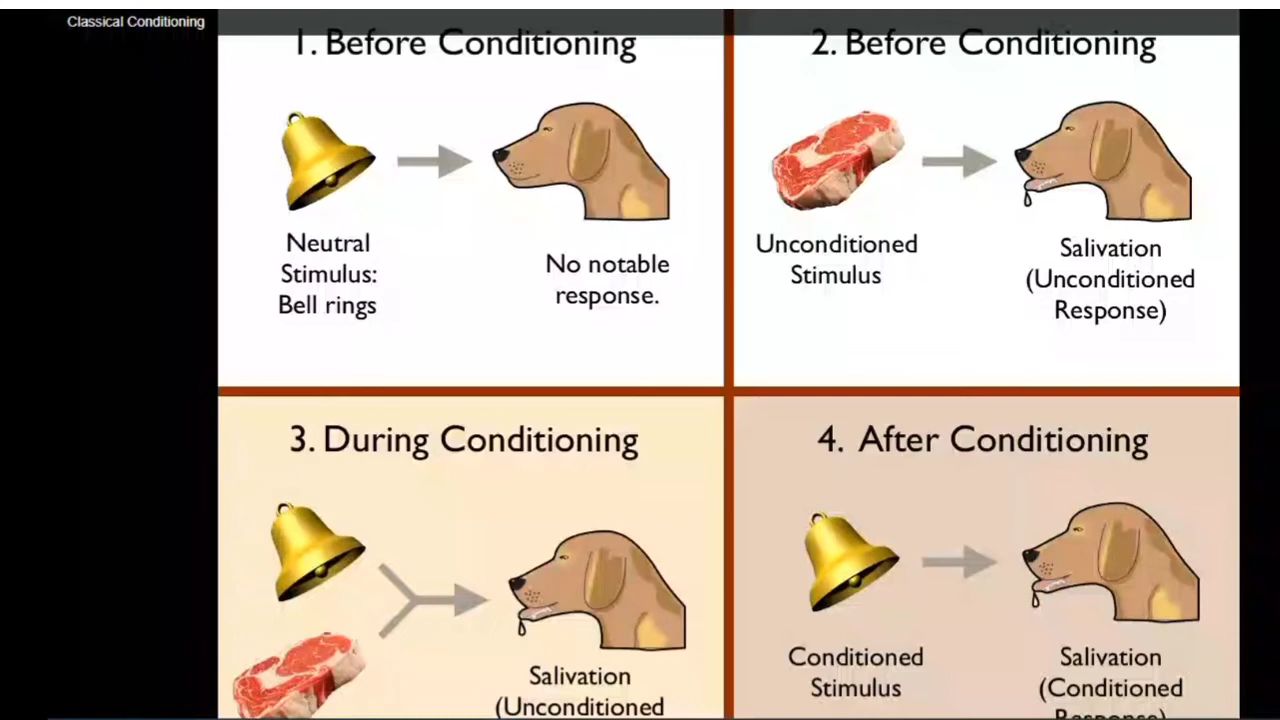 Classical Conditioning
1. Before Conditioning
Neutral
Stimulus:
Bell rings
No notable
response.
2. Before Conditioning
Unconditioned
Stimulus
Salivation
(Unconditioned
Response)
3. During Conditioning
Salivation
(Unconditioned
4. After Conditioning
Conditioned
Stimulus
Salivation
(Conditioned
Response)